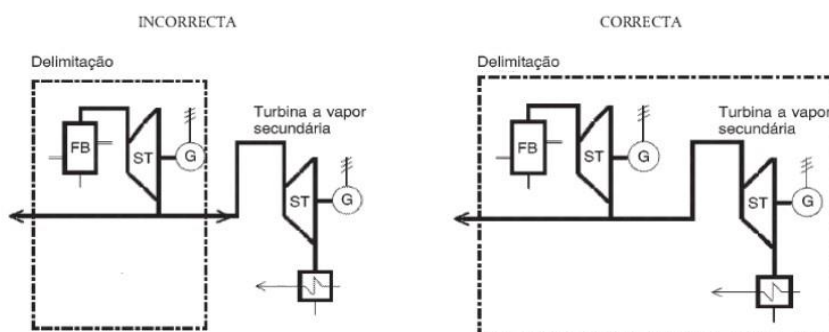 INCORRECTA
Delimitação
FB
ST
G
Turbina a vapor
secundária
ST
G
CORRECTA
Delimitação
FB
ST
G
Turbina a vapor
secundária
ST
G